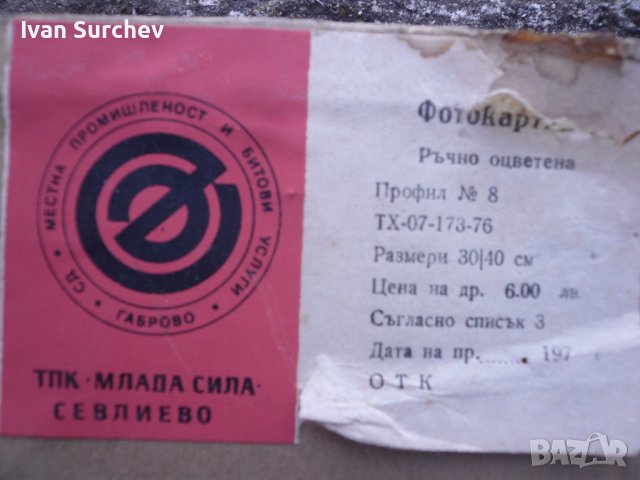 Ivan Surchev
СД · МЕСТНА ПРОМИШЛЕНОСТ И БИТОВИ УСЛУГИ ·
ГАБРОВО
ТПК · МЛАДА СИЛА ·
СЕВЛИЕВО
Фотокарт
Ръчно оцветена
Профил № 8
ТХ-07-173-76
Размери 30|40 см
Цена на др. 6.00 лв.
Съгласно списък 3
Дата на пр. ........ 197 г
О Т К
BAZAR